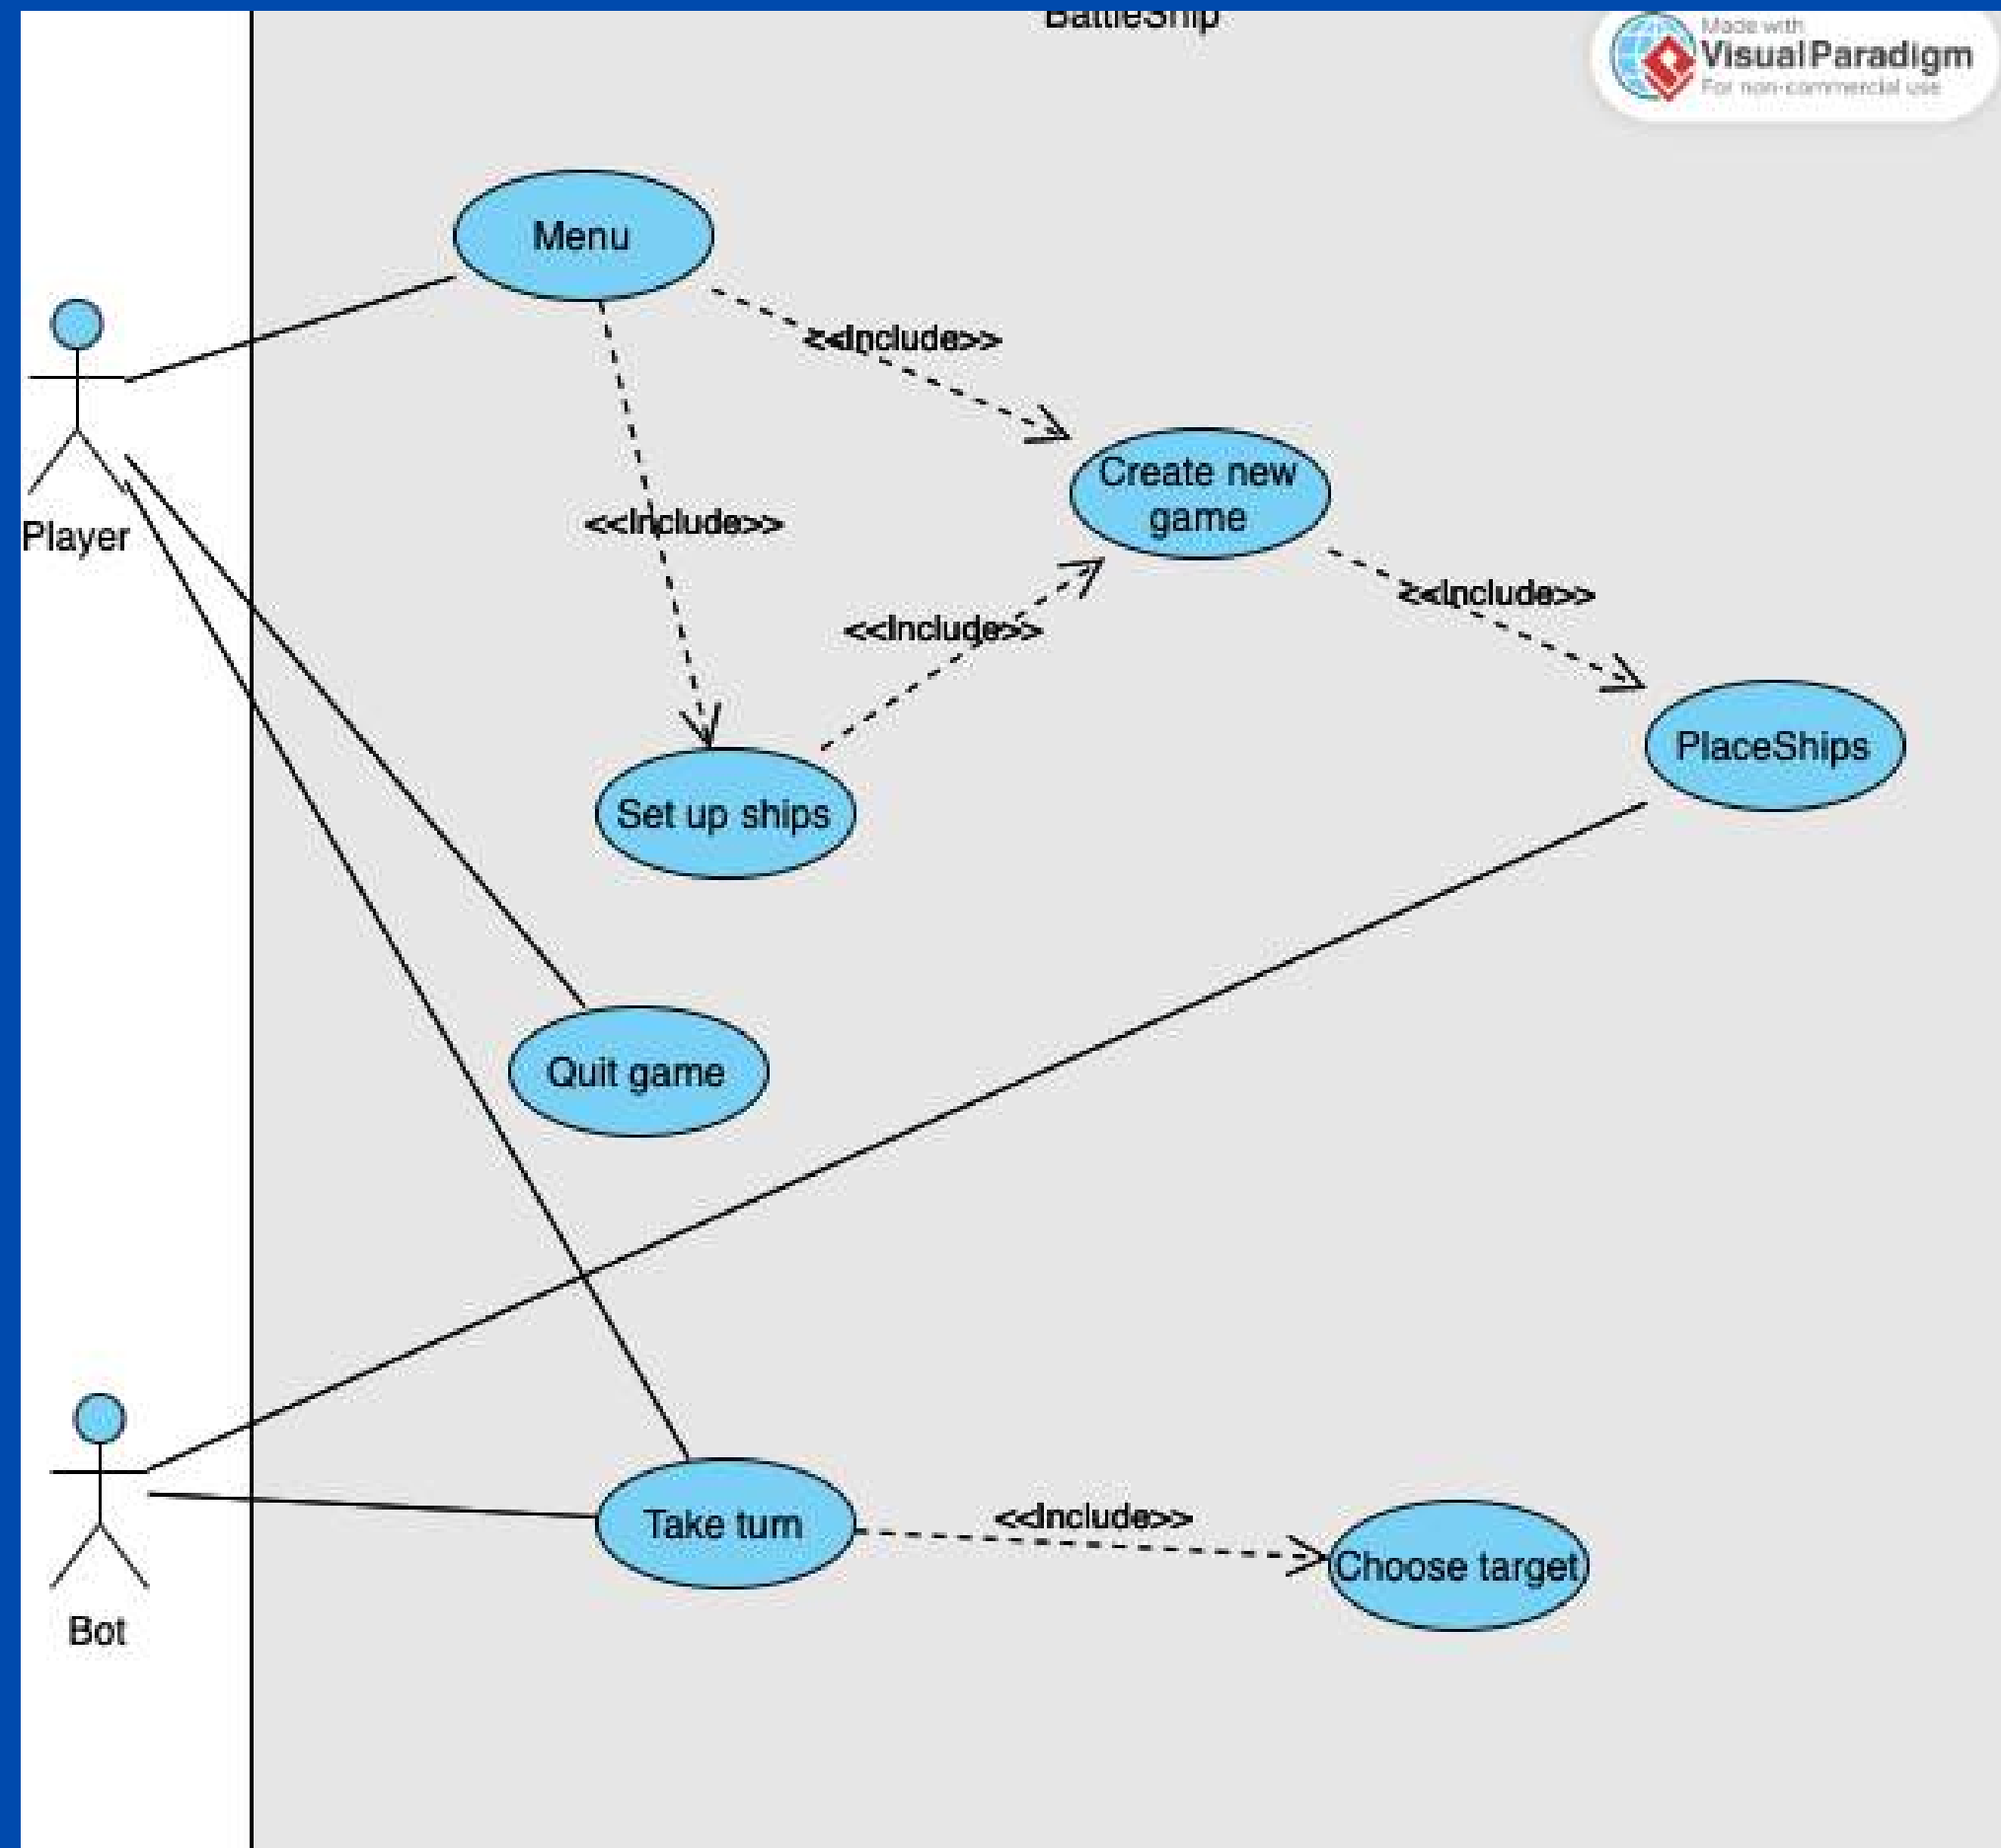 BattleShip
Made with
Visual Paradigm
For non-commercial use
Menu
<<Include>>
Create new
game
<<Include>>
Player
<<Include>>
<<Include>>
PlaceShips
Set up ships
Quit game
Take turn
<<Include>>
Choose target
Bot